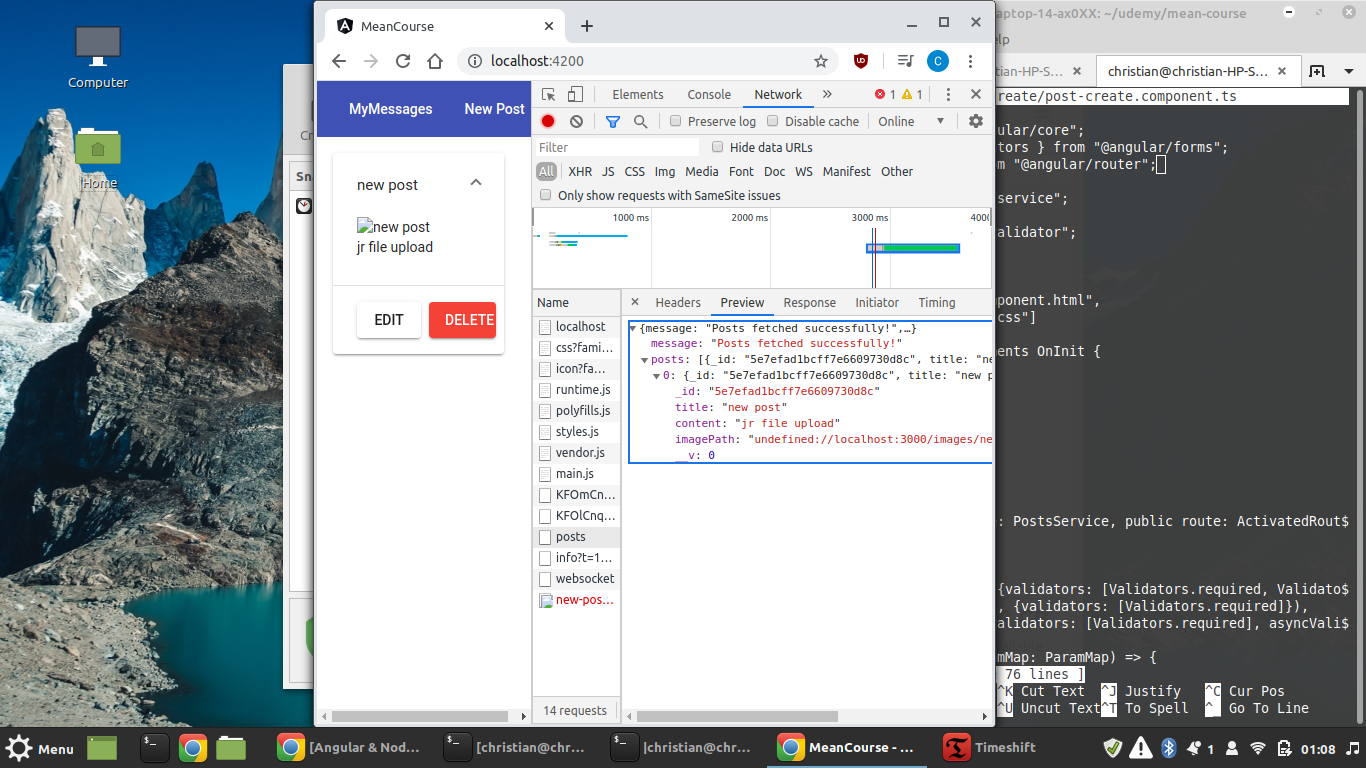 Computer
Home
Cr
Sn
MeanCourse
localhost:4200
C
MyMessages
New Post
new post
new post
jr file upload
EDIT
DELETE
Elements
Console
Network
1
1
Preserve log
Disable cache
Online
Filter
Hide data URLs
All
XHR
JS
CSS
Img
Media
Font
Doc
WS
Manifest
Other
Only show requests with SameSite issues
1000 ms
2000 ms
3000 ms
4000
Name
localhost
css?fami...
icon?fa...
runtime.js
polyfills.js
styles.js
vendor.js
main.js
KFOmCn...
KFOlCnq...
posts
info?t=1...
websocket
new-pos...
14 requests
Headers
Preview
Response
Initiator
Timing
{message: "Posts fetched successfully!",…}
message: "Posts fetched successfully!"
posts: [{_id: "5e7efad1bcff7e6609730d8c", title: "ne
0: {_id: "5e7efad1bcff7e6609730d8c", title: "new p
_id: "5e7efad1bcff7e6609730d8c"
title: "new post"
content: "jr file upload"
imagePath: "undefined://localhost:3000/images/ne
__v: 0
aptop-14-ax0XX: ~/udemy/mean-course
elp
tian-HP-S...
christian@christian-HP-S...
reate/post-create.component.ts
ular/core";
tors } from "@angular/forms";
m "@angular/router";
service";
alidator";
ponent.html",
css"]
ments OnInit {
: PostsService, public route: ActivatedRout$
{validators: [Validators.required, Validato$
, {validators: [Validators.required]}),
alidators: [Validators.required], asyncVali$
mMap: ParamMap) => {
76 lines ]
^K Cut Text ^J Justify ^C Cur Pos
^U Uncut Text^T To Spell ^_ Go To Line
Menu
[Angular & Nod...
[christian@chr...
|christian@chr...
MeanCourse - ...
Timeshift
1
01:08